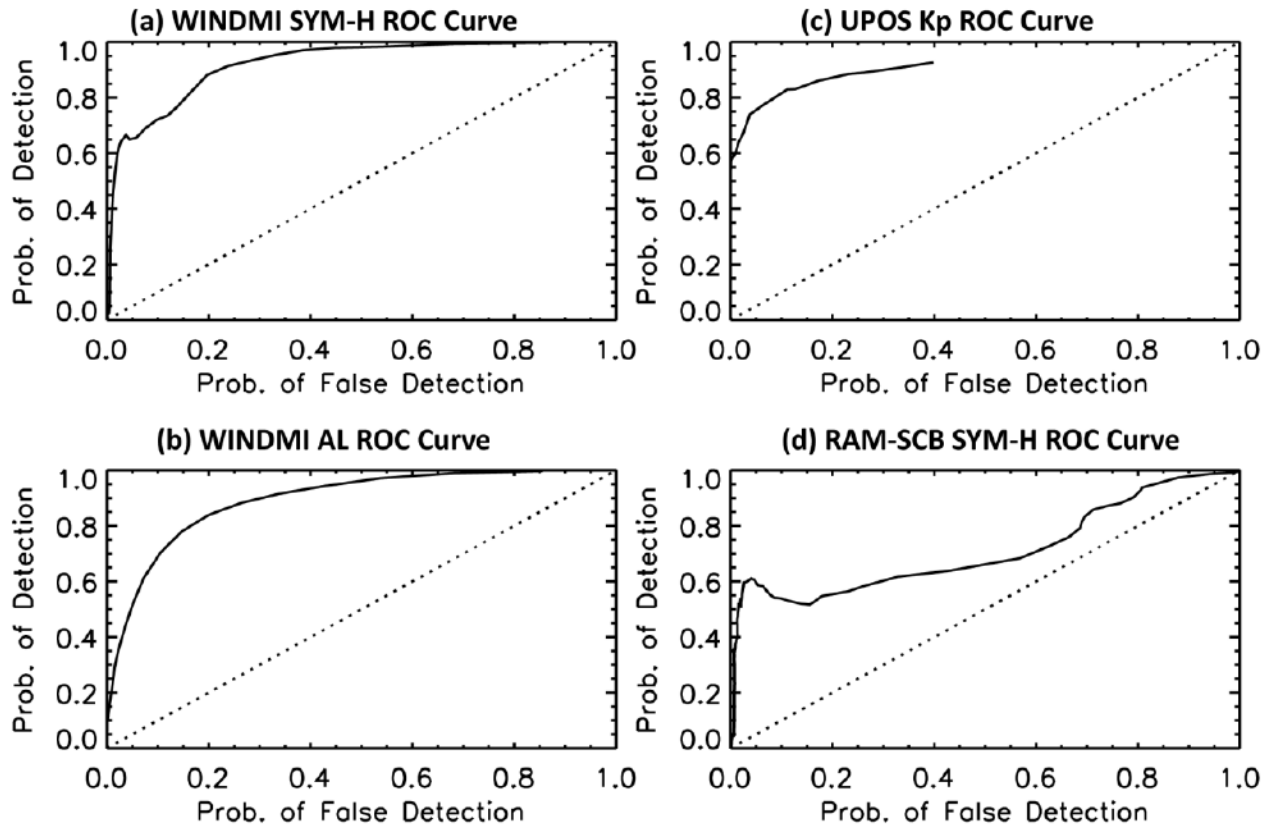 (a) WINDMI SYM-H ROC Curve
1.0
0.8
0.6
0.4
0.2
0.0
Prob. of Detection
0.0 0.2 0.4 0.6 0.8 1.0
Prob. of False Detection
(c) UPOS Kp ROC Curve
1.0
0.8
0.6
0.4
0.2
0.0
Prob. of Detection
0.0 0.2 0.4 0.6 0.8 1.0
Prob. of False Detection
(b) WINDMI AL ROC Curve
1.0
0.8
0.6
0.4
0.2
0.0
Prob. of Detection
0.0 0.2 0.4 0.6 0.8 1.0
Prob. of False Detection
(d) RAM-SCB SYM-H ROC Curve
1.0
0.8
0.6
0.4
0.2
0.0
Prob. of Detection
0.0 0.2 0.4 0.6 0.8 1.0
Prob. of False Detection